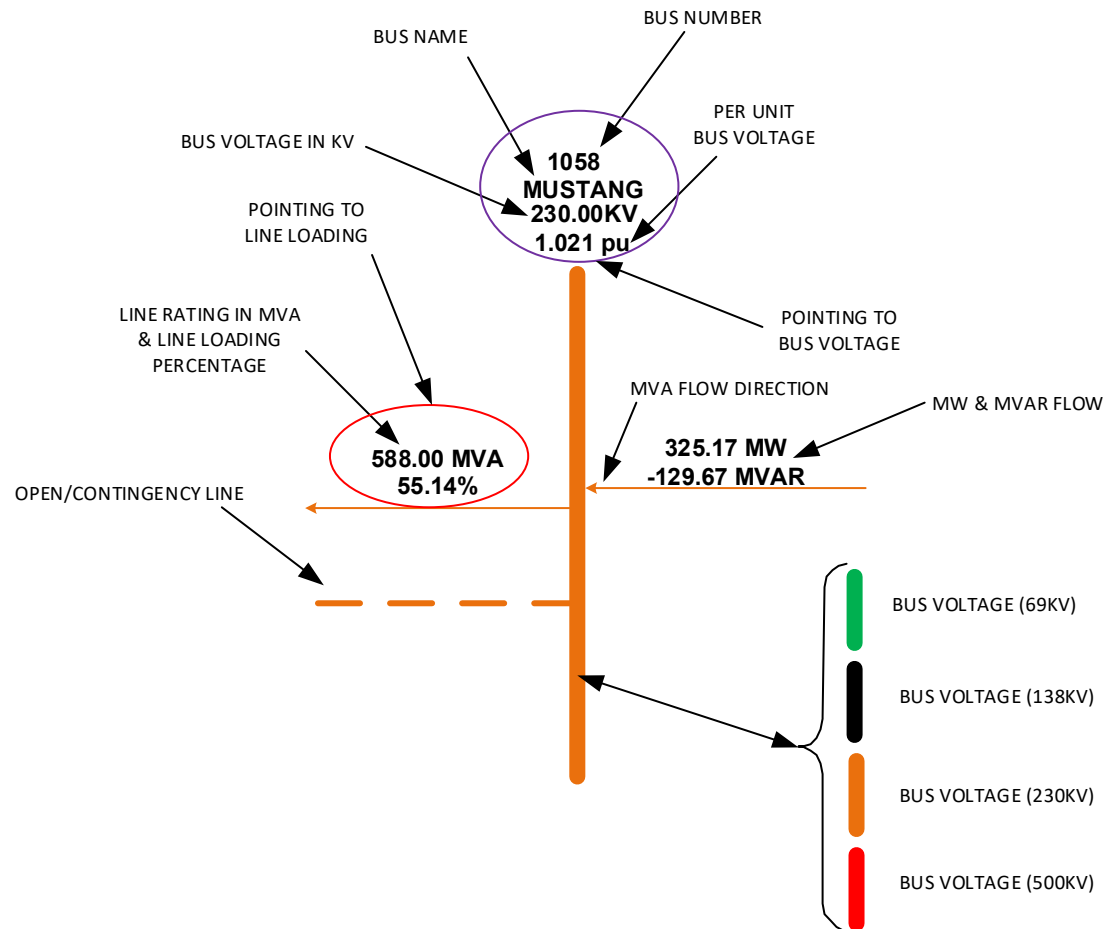 BUS NUMBER
BUS NAME
PER UNIT
BUS VOLTAGE
BUS VOLTAGE IN KV
1058
MUSTANG
230.00KV
1.021 pu
POINTING TO
LINE LOADING
LINE RATING IN MVA
& LINE LOADING
PERCENTAGE
POINTING TO
BUS VOLTAGE
MVA FLOW DIRECTION
MW & MVAR FLOW
588.00 MVA
55.14%
325.17 MW
-129.67 MVAR
OPEN/CONTINGENCY LINE
BUS VOLTAGE (69KV)
BUS VOLTAGE (138KV)
BUS VOLTAGE (230KV)
BUS VOLTAGE (500KV)